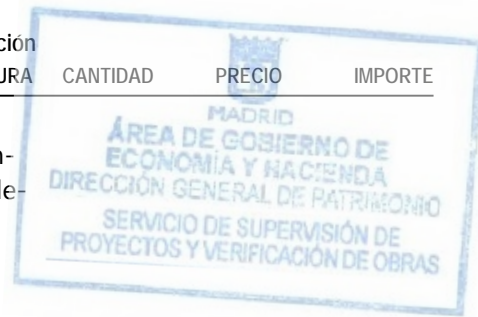 ción
URA CANTIDAD PRECIO IMPORTE
MADRID
ÁREA DE GOBIERNO DE
n-
ECONOMÍA Y HACIENDA
le-
DIRECCIÓN GENERAL DE PATRIMONIO
SERVICIO DE SUPERVISIÓN DE
PROYECTOS Y VERIFICACIÓN DE OBRAS